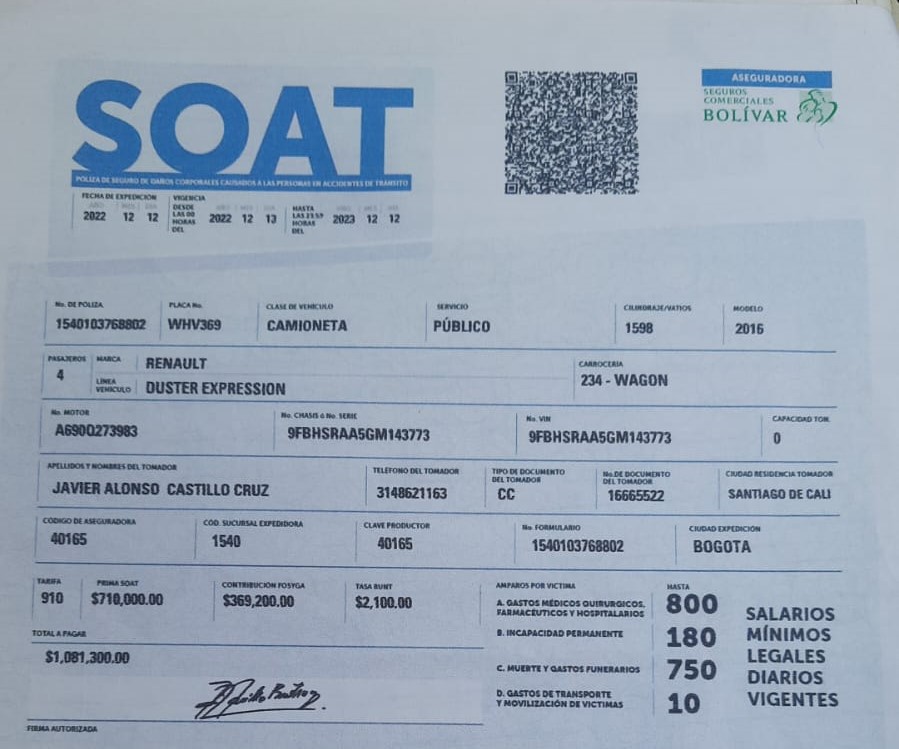 SOAT
PÓLIZA DE SEGURO DE DAÑOS CORPORALES CAUSADOS A LAS PERSONAS EN ACCIDENTES DE TRÁNSITO
ASEGURADORA
SEGUROS
COMERCIALES
BOLÍVAR
FECHA DE EXPEDICIÓN
2022 12 12
VIGENCIA
DESDE LAS 00 HORAS DEL
2022 12 13
HASTA LAS 23:59 HORAS DEL
2023 12 12
No. DE POLIZA PLACA No. CLASE DE VEHICULO SERVICIO CILINDRAJE/VATIOS MODELO
1540103768802 WHV369 CAMIONETA PÚBLICO 1598 2016
PASAJEROS MARCA RENAULT CARROCERIA
4 LÍNEA VEHÍCULO DUSTER EXPRESSION 234 - WAGON
No. MOTOR No. CHASIS ó No. SERIE No. VIN CAPACIDAD TON.
A690Q273983 9FBHSRAA5GM143773 9FBHSRAA5GM143773 0
APELLIDOS Y NOMBRES DEL TOMADOR TELÉFONO DEL TOMADOR TIPO DE DOCUMENTO DEL TOMADOR No. DE DOCUMENTO DEL TOMADOR CIUDAD RESIDENCIA TOMADOR
JAVIER ALONSO CASTILLO CRUZ 3148621163 CC 16665522 SANTIAGO DE CALI
CODIGO DE ASEGURADORA COD. SUCURSAL EXPEDIDORA CLAVE PRODUCTOR No. FORMULARIO CIUDAD EXPEDICIÓN
40165 1540 40165 1540103768802 BOGOTA
TARIFA PRIMA SOAT CONTRIBUCIÓN FOSYGA TASA RUNT
910 $710,000.00 $369,200.00 $2,100.00
TOTAL A PAGAR
$1,081,300.00
AMPAROS POR VICTIMA HASTA
A. GASTOS MÉDICOS QUIRURGICOS, FARMACÉUTICOS Y HOSPITALARIOS 800
B. INCAPACIDAD PERMANENTE 180
C. MUERTE Y GASTOS FUNERARIOS 750
D. GASTOS DE TRANSPORTE Y MOVILIZACIÓN DE VICTIMAS 10
SALARIOS
MÍNIMOS
LEGALES
DIARIOS
VIGENTES
FIRMA AUTORIZADA